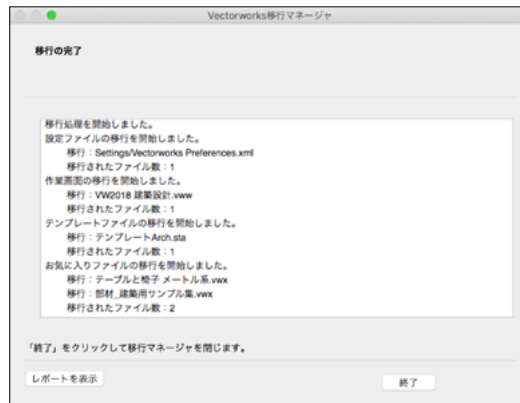 Vectorworks移行マネージャ
移行の完了
移行処理を開始しました。
設定ファイルの移行を開始しました。
移行：Settings/Vectorworks Preferences.xml
移行されたファイル数：1
作業画面の移行を開始しました。
移行：VW2018 建築設計.vww
移行されたファイル数：1
テンプレートファイルの移行を開始しました。
移行：テンプレートArch.sta
移行されたファイル数：1
お気に入りファイルの移行を開始しました。
移行：テーブルと椅子 メートル系.vwx
移行：部材_建築用サンプル集.vwx
移行されたファイル数：2
「終了」をクリックして移行マネージャを閉じます。
レポートを表示
終了